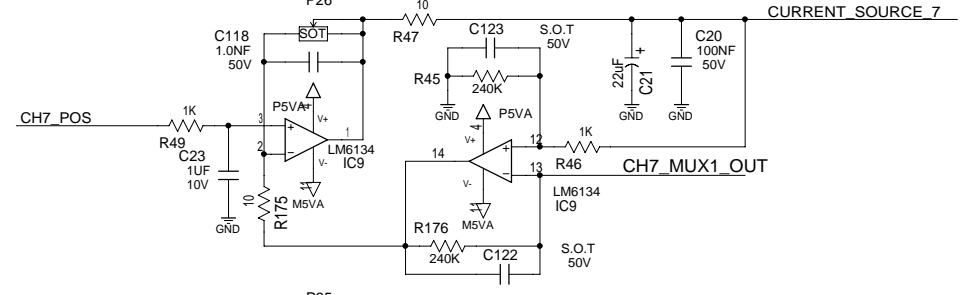 P26
10
CURRENT_SOURCE_7
SOT
R47
C118
1.0NF
50V
C123
S.O.T
50V
22uF
+
C21
C20
100NF
50V
R45
240K
GND
GND
GND
P5VA
4
V+
P5VA
4
V+
CH7_POS
1K
R49
3
+
2
-
1
LM6134
IC9
V-
M5VA
C23
1UF
10V
GND
14
12
+
13
-
1K
R46
CH7_MUX1_OUT
LM6134
IC9
V-
M5VA
10
R175
R176
240K
C122
S.O.T
50V